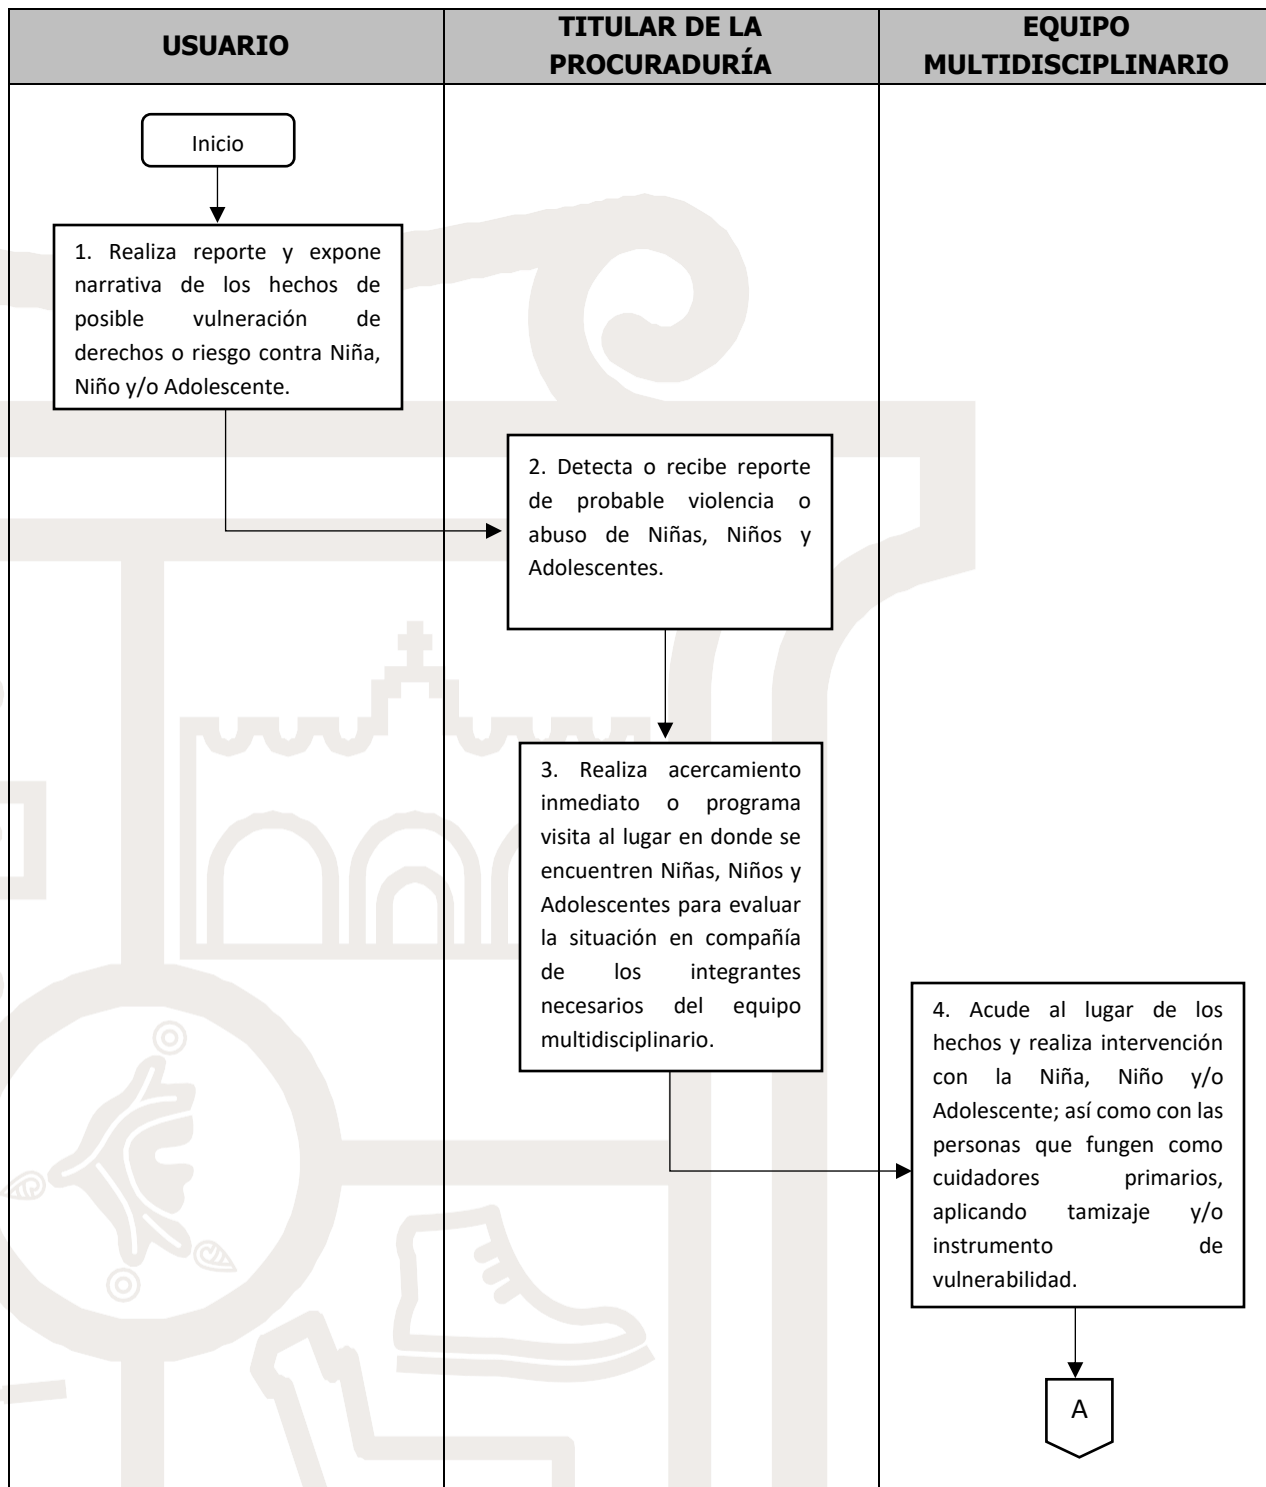 USUARIO
TITULAR DE LA
PROCURADURÍA
EQUIPO
MULTIDISCIPLINARIO
Inicio
1. Realiza reporte y expone
narrativa de los hechos de
posible vulneración de
derechos o riesgo contra Niña,
Niño y/o Adolescente.
2. Detecta o recibe reporte
de probable violencia o
abuso de Niñas, Niños y
Adolescentes.
3. Realiza acercamiento
inmediato o programa
visita al lugar en donde se
encuentren Niñas, Niños y
Adolescentes para evaluar
la situación en compañía
de los integrantes
necesarios del equipo
multidisciplinario.
4. Acude al lugar de los
hechos y realiza intervención
con la Niña, Niño y/o
Adolescente; así como con las
personas que fungen como
cuidadores primarios,
aplicando tamizaje y/o
instrumento de
vulnerabilidad.
A